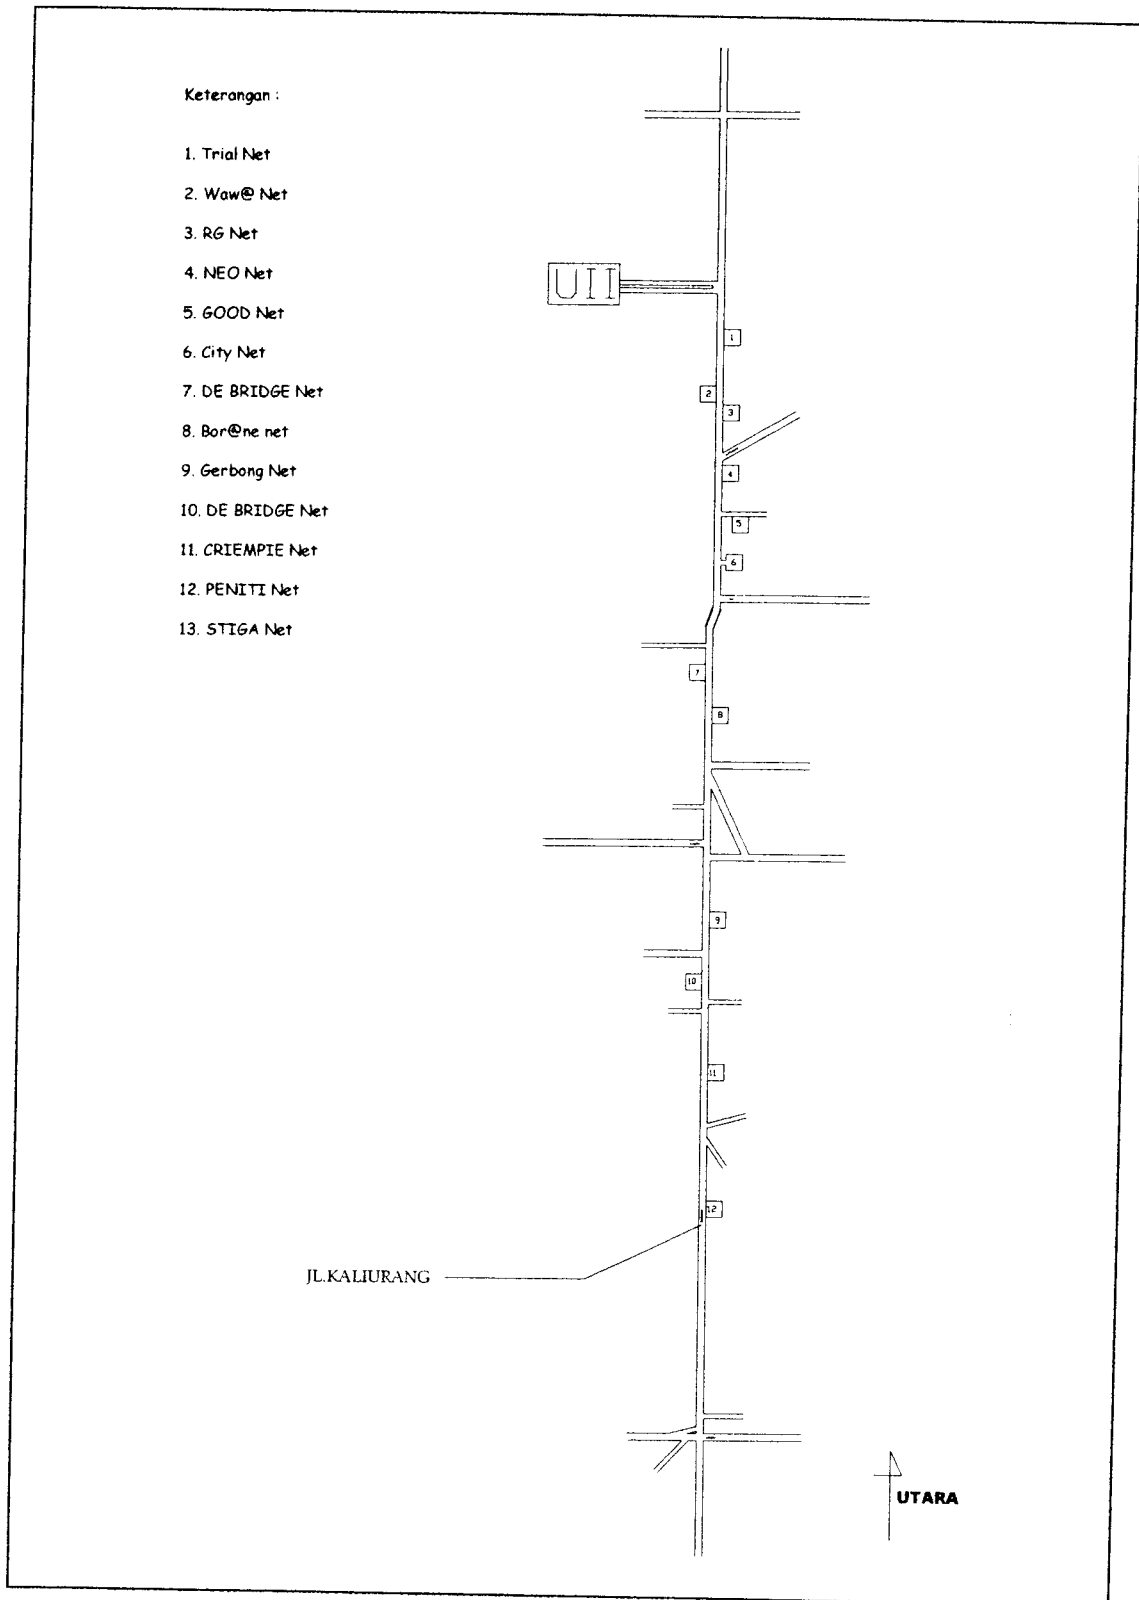 Keterangan :
1. Trial Net
2. Waw@ Net
3. RG Net
4. NEO Net
5. GOOD Net
6. City Net
7. DE BRIDGE Net
8. Bor@ne net
9. Gerbong Net
10. DE BRIDGE Net
11. CRIEMPIE Net
12. PENITI Net
13. STIGA Net
UII
1
2
3
4
5
6
7
8
9
10
11
12
JL.KALIURANG
UTARA